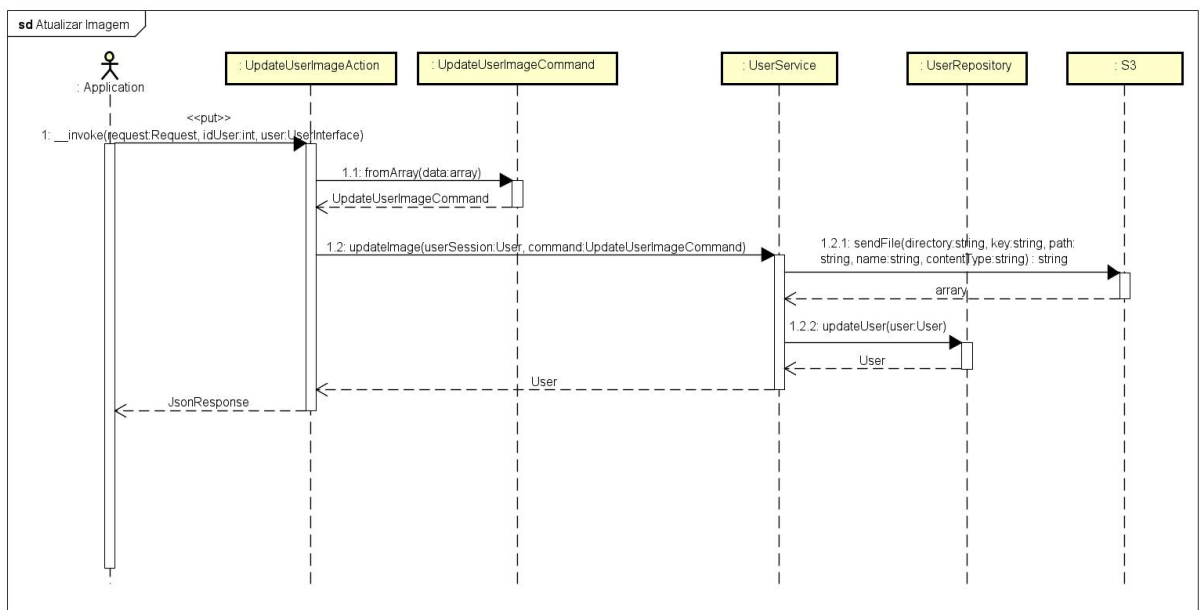 sd Atualizar Imagem
: Application
: UpdateUserImageAction
: UpdateUserImageCommand
: UserService
: UserRepository
: S3
<<put>>
1: __invoke(request:Request, idUser:int, user:UserInterface)
1.1: fromArray(data:array)
UpdateUserImageCommand
1.2: updateImage(userSession:User, command:UpdateUserImageCommand)
1.2.1: sendFile(directory:string, key:string, path:
string, name:string, contentType:string) : string
arrary
1.2.2: updateUser(user:User)
User
User
JsonResponse